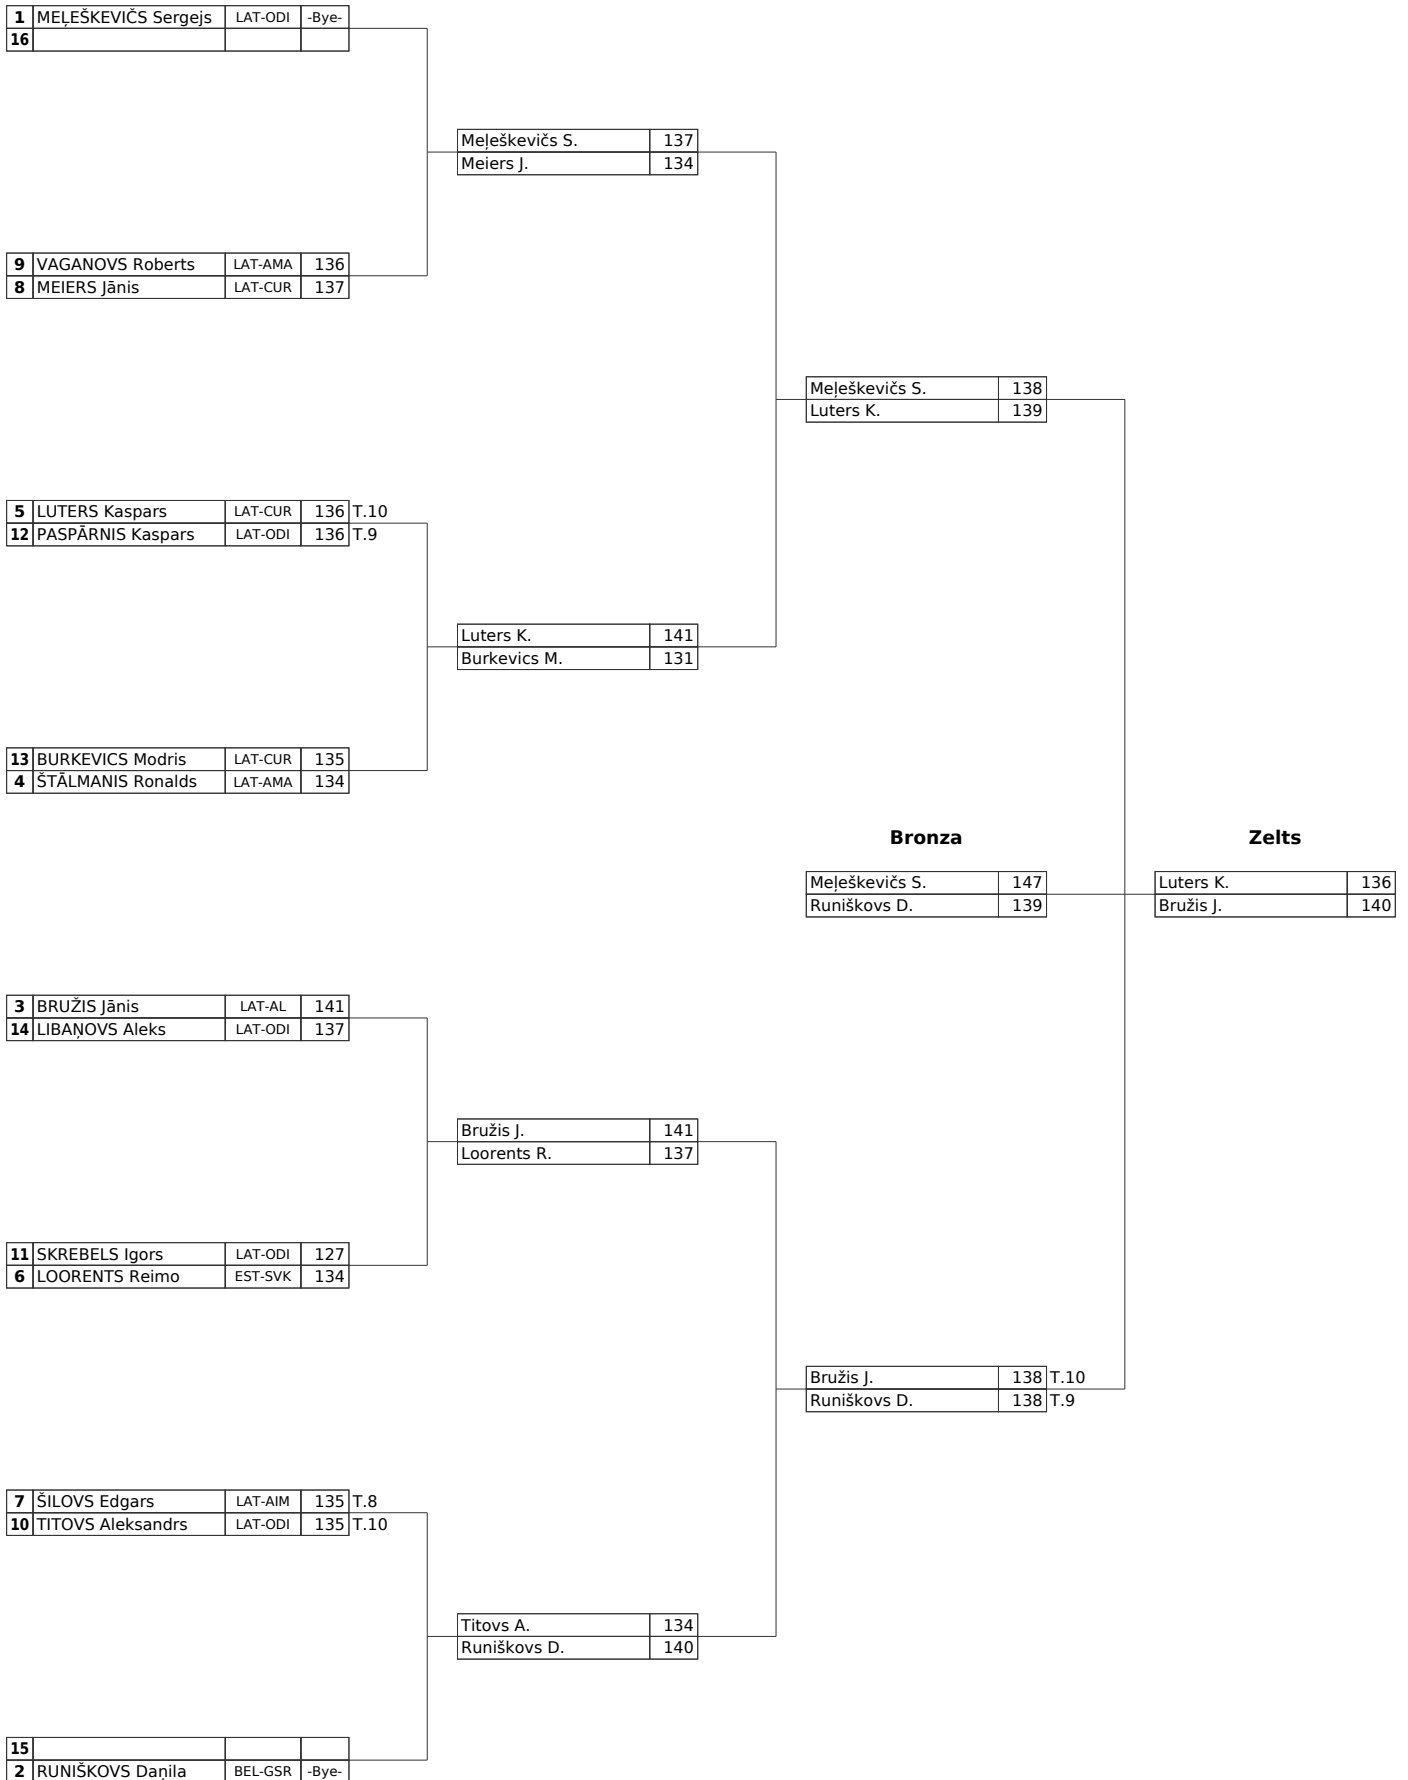 1 MEĻEŠKEVIČS Sergejs LAT-ODI -Bye-
16
Meļeškevičs S. 137
Meiers J. 134
9 VAGANOVS Roberts LAT-AMA 136
8 MEIERS Jānis LAT-CUR 137
Meļeškevičs S. 138
Luters K. 139
5 LUTERS Kaspars LAT-CUR 136 T.10
12 PASPĀRNIS Kaspars LAT-ODI 136 T.9
Luters K. 141
Burkevics M. 131
13 BURKEVICS Modris LAT-CUR 135
4 ŠTĀLMANIS Ronalds LAT-AMA 134
Bronza Zelts
Meļeškevičs S. 147 Luters K. 136
Runiškovs D. 139 Bružis J. 140
3 BRUŽIS Jānis LAT-AL 141
14 LIBAŅOVS Aleks LAT-ODI 137
Bružis J. 141
Loorents R. 137
11 SKREBELS Igors LAT-ODI 127
6 LOORENTS Reimo EST-SVK 134
Bružis J. 138 T.10
Runiškovs D. 138 T.9
7 ŠILOVS Edgars LAT-AIM 135 T.8
10 TITOVS Aleksandrs LAT-ODI 135 T.10
Titovs A. 134
Runiškovs D. 140
15
2 RUNIŠKOVS Daņila BEL-GSR -Bye-